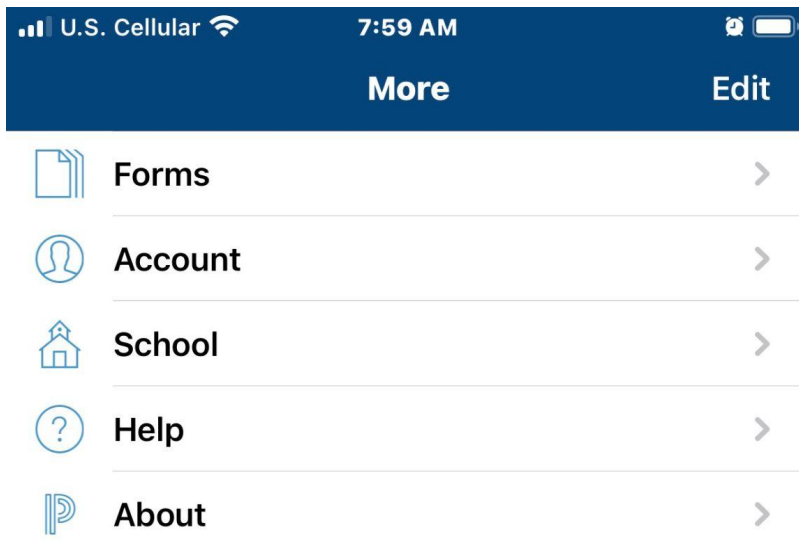 U.S. Cellular 7:59 AM
More Edit
Forms
Account
School
? Help
About